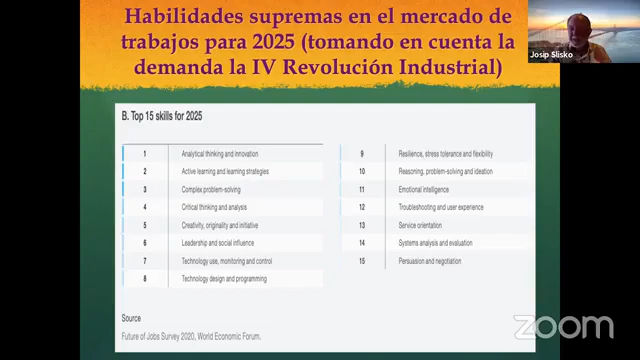 Habilidades supremas en el mercado de
trabajos para 2025 (tomando en cuenta la
demanda la IV Revolución Industrial)
Josip Slisko
B. Top 15 skills for 2025
1 Analytical thinking and innovation
2 Active learning and learning strategies
3 Complex problem-solving
4 Critical thinking and analysis
5 Creativity, originality and initiative
6 Leadership and social influence
7 Technology use, monitoring and control
8 Technology design and programming
9 Resilience, stress tolerance and flexibility
10 Reasoning, problem-solving and ideation
11 Emotional intelligence
12 Troubleshooting and user experience
13 Service orientation
14 Systems analysis and evaluation
15 Persuasion and negotiation
Source
Future of Jobs Survey 2020, World Economic Forum.
zoom